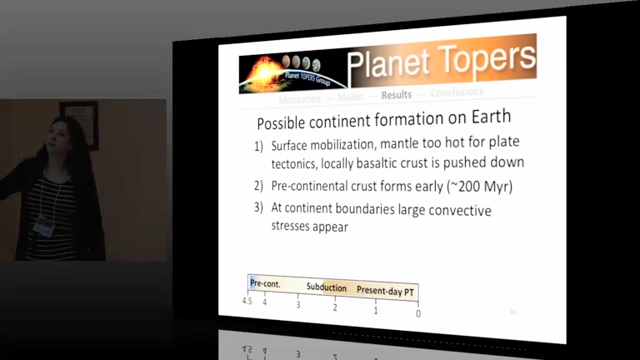 Planet TOPERS Group
Planet Topers
Motivation — Model — Results — Conclusions
Possible continent formation on Earth
1) Surface mobilization, mantle too hot for plate
tectonics, locally basaltic crust is pushed down
2) Pre-continental crust forms early (~200 Myr)
3) At continent boundaries large convective
stresses appear
Pre-cont. Subduction Present-day PT
4.5 4 3 2 1 0